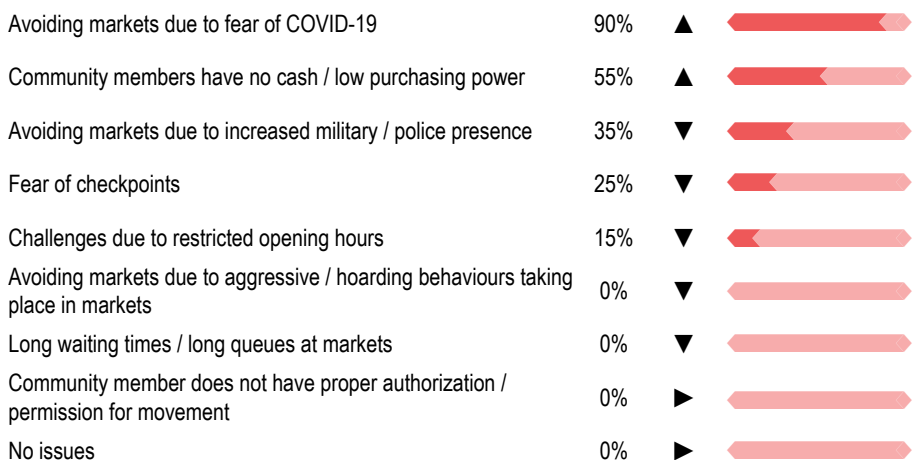 Avoiding markets due to fear of COVID-19 90% ▲
Community members have no cash / low purchasing power 55% ▲
Avoiding markets due to increased military / police presence 35% ▼
Fear of checkpoints 25% ▼
Challenges due to restricted opening hours 15% ▼
Avoiding markets due to aggressive / hoarding behaviours taking
place in markets 0% ▼
Long waiting times / long queues at markets 0% ▼
Community member does not have proper authorization /
permission for movement 0% ►
No issues 0% ►